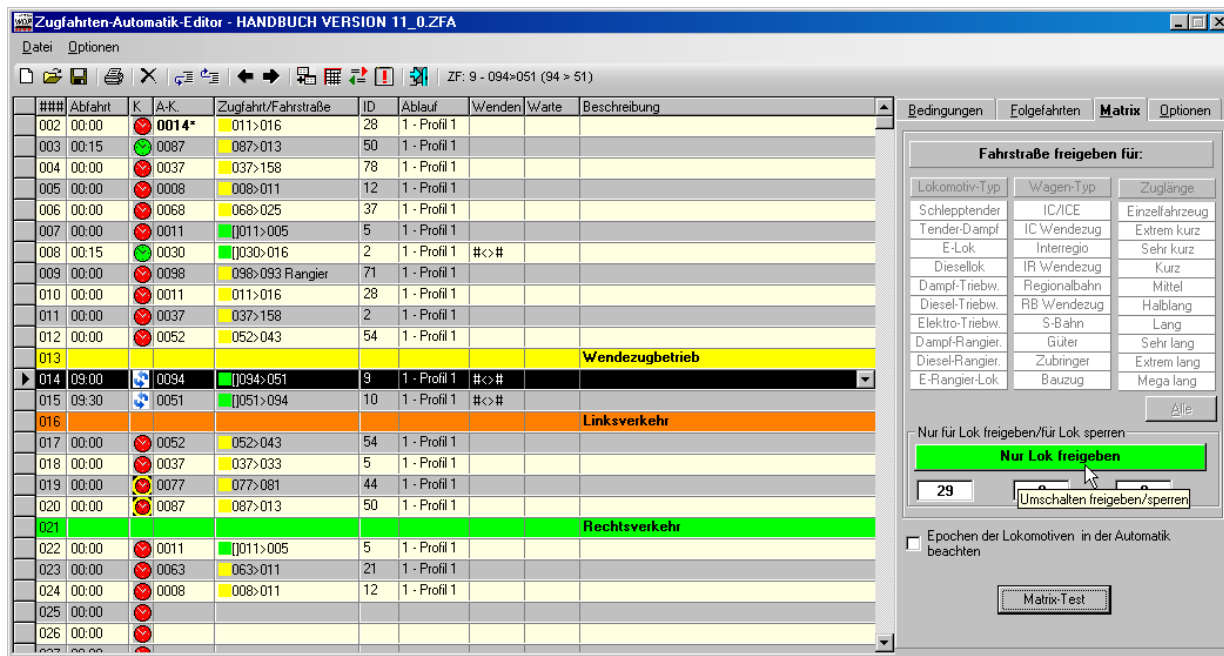 Zugfahrten-Automatik-Editor - HANDBUCH VERSION 11_0.ZFA
Datei Optionen
ZF: 9 - 094>051 (94 > 51)
### Abfahrt K A-K. Zugfahrt/Fahrstraße ID Ablauf Wenden Warte Beschreibung
002 00:00 0014* 011>016 28 1 - Profil 1
003 00:15 0087 087>013 50 1 - Profil 1
004 00:00 0037 037>158 78 1 - Profil 1
005 00:00 0008 008>011 12 1 - Profil 1
006 00:00 0068 068>025 37 1 - Profil 1
007 00:00 0011 []011>005 5 1 - Profil 1
008 00:15 0030 []030>016 2 1 - Profil 1 #<>#
009 00:00 0098 098>093 Rangier 71 1 - Profil 1
010 00:00 0011 011>016 28 1 - Profil 1
011 00:00 0037 037>158 2 1 - Profil 1
012 00:00 0052 052>043 54 1 - Profil 1
013 Wendezugbetrieb
014 09:00 0094 []094>051 9 1 - Profil 1 #<>#
015 09:30 0051 []051>094 10 1 - Profil 1 #<>#
016 Linksverkehr
017 00:00 0052 052>043 54 1 - Profil 1
018 00:00 0037 037>033 5 1 - Profil 1
019 00:00 0077 077>081 44 1 - Profil 1
020 00:00 0087 087>013 50 1 - Profil 1
021 Rechtsverkehr
022 00:00 0011 []011>005 5 1 - Profil 1
023 00:00 0063 063>011 21 1 - Profil 1
024 00:00 0008 008>011 12 1 - Profil 1
025 00:00
026 00:00
Bedingungen Folgefahrten Matrix Optionen
Fahrstraße freigeben für:
Lokomotiv-Typ Wagen-Typ Zuglänge
Schlepptender IC/ICE Einzelfahrzeug
Tender-Dampf IC Wendezug Extrem kurz
E-Lok Interregio Sehr kurz
Diesellok IR Wendezug Kurz
Dampf-Triebw. Regionalbahn Mittel
Diesel-Triebw. RB Wendezug Halblang
Elektro-Triebw. S-Bahn Lang
Dampf-Rangier. Güter Sehr lang
Diesel-Rangier. Zubringer Extrem lang
E-Rangier-Lok Bauzug Mega lang
Alle
Nur für Lok freigeben/für Lok sperren
Nur Lok freigeben
29
Umschalten freigeben/sperren
Epochen der Lokomotiven in der Automatik
beachten
Matrix-Test